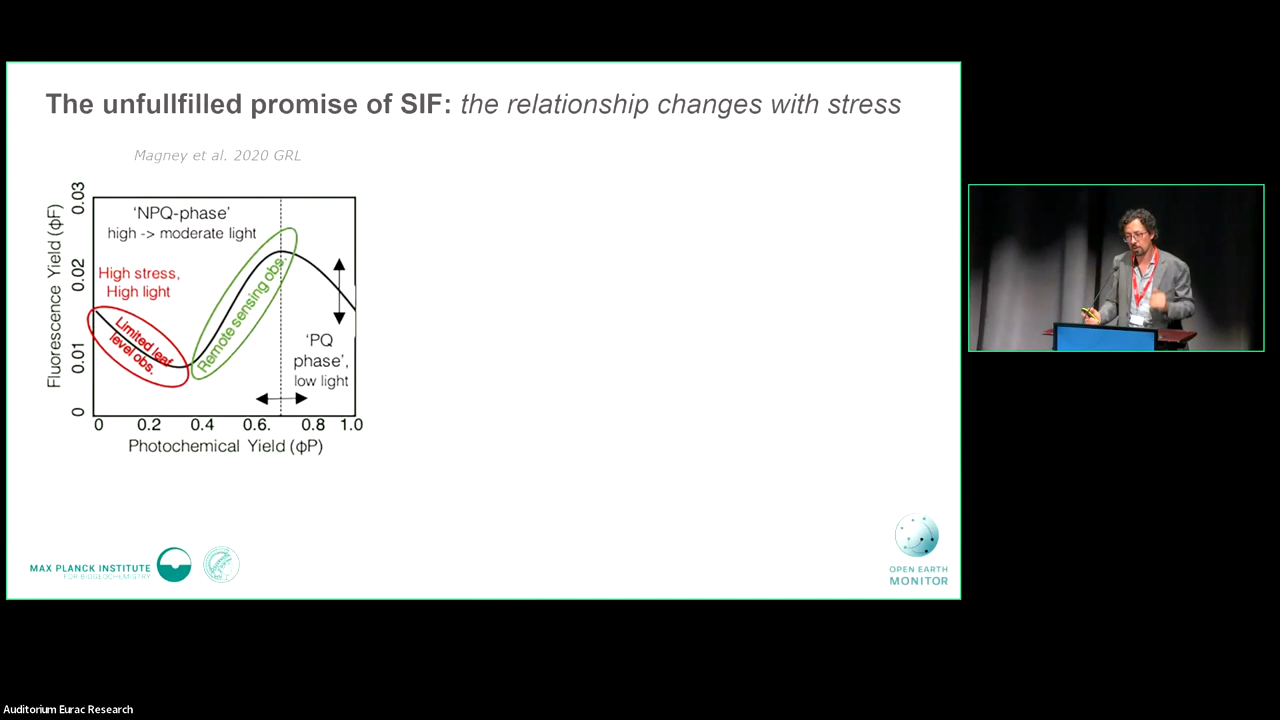 The unfullfilled promise of SIF: the relationship changes with stress
Magney et al. 2020 GRL
Fluorescence Yield (ϕF)
0.03
0.02
0.01
0
‘NPQ-phase’
high -> moderate light
High stress,
High light
Limited leaf
level obs.
Remote sensing obs.
‘PQ
phase’,
low light
0 0.2 0.4 0.6. 0.8 1.0
Photochemical Yield (ϕP)
MAX PLANCK INSTITUTE
FOR BIOGEOCHEMISTRY
OPEN EARTH
MONITOR
Auditorium Eurac Research